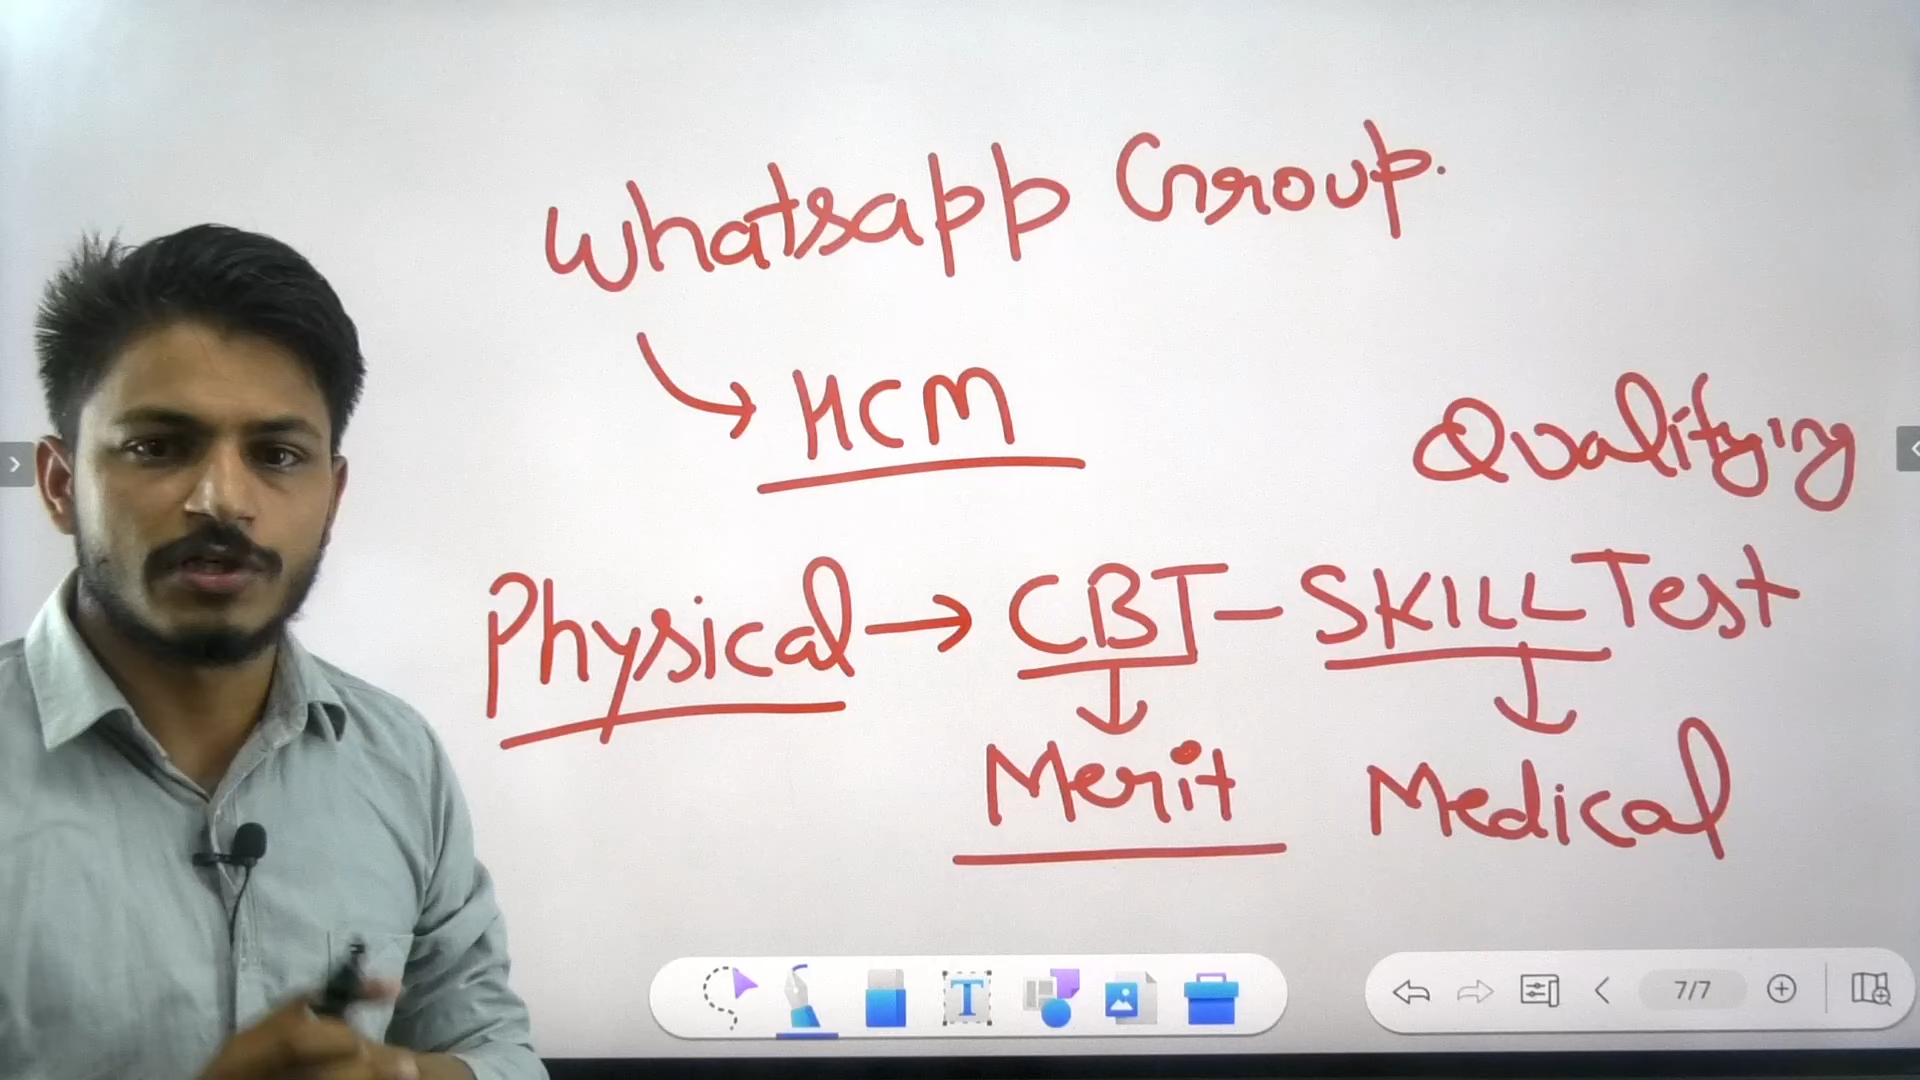 Whatsapp Group.
HCM
Qualifying
Physical → CBT - SKILL Test
Merit Medical
T
7/7